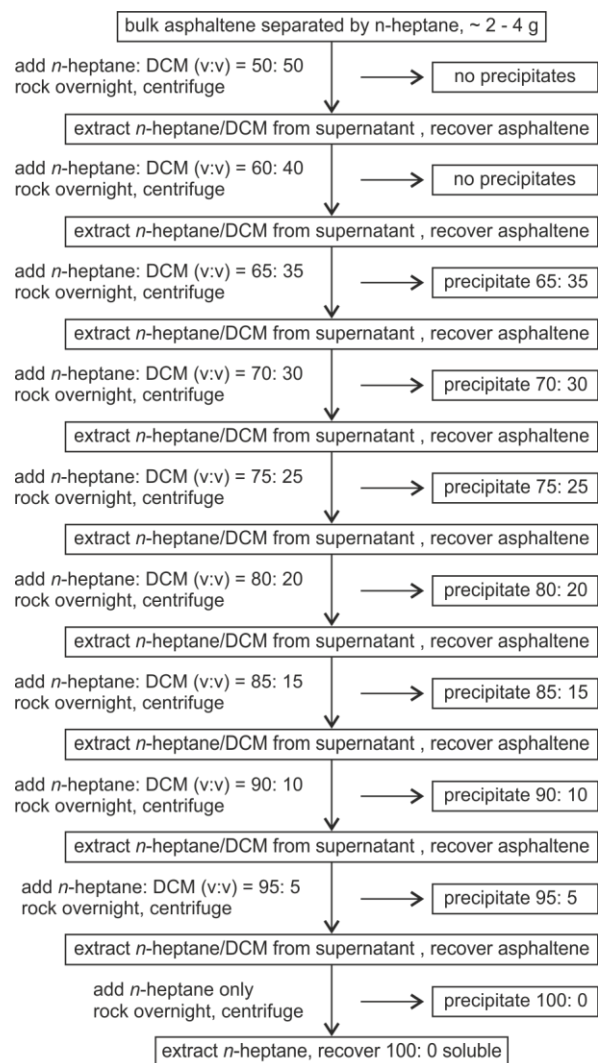 bulk asphaltene separated by n-heptane, ~ 2 - 4 g
add n-heptane: DCM (v:v) = 50: 50
rock overnight, centrifuge
no precipitates
extract n-heptane/DCM from supernatant , recover asphaltene
add n-heptane: DCM (v:v) = 60: 40
rock overnight, centrifuge
no precipitates
extract n-heptane/DCM from supernatant , recover asphaltene
add n-heptane: DCM (v:v) = 65: 35
rock overnight, centrifuge
precipitate 65: 35
extract n-heptane/DCM from supernatant , recover asphaltene
add n-heptane: DCM (v:v) = 70: 30
rock overnight, centrifuge
precipitate 70: 30
extract n-heptane/DCM from supernatant , recover asphaltene
add n-heptane: DCM (v:v) = 75: 25
rock overnight, centrifuge
precipitate 75: 25
extract n-heptane/DCM from supernatant , recover asphaltene
add n-heptane: DCM (v:v) = 80: 20
rock overnight, centrifuge
precipitate 80: 20
extract n-heptane/DCM from supernatant , recover asphaltene
add n-heptane: DCM (v:v) = 85: 15
rock overnight, centrifuge
precipitate 85: 15
extract n-heptane/DCM from supernatant , recover asphaltene
add n-heptane: DCM (v:v) = 90: 10
rock overnight, centrifuge
precipitate 90: 10
extract n-heptane/DCM from supernatant , recover asphaltene
add n-heptane: DCM (v:v) = 95: 5
rock overnight, centrifuge
precipitate 95: 5
extract n-heptane/DCM from supernatant , recover asphaltene
add n-heptane only
rock overnight, centrifuge
precipitate 100: 0
extract n-heptane, recover 100: 0 soluble